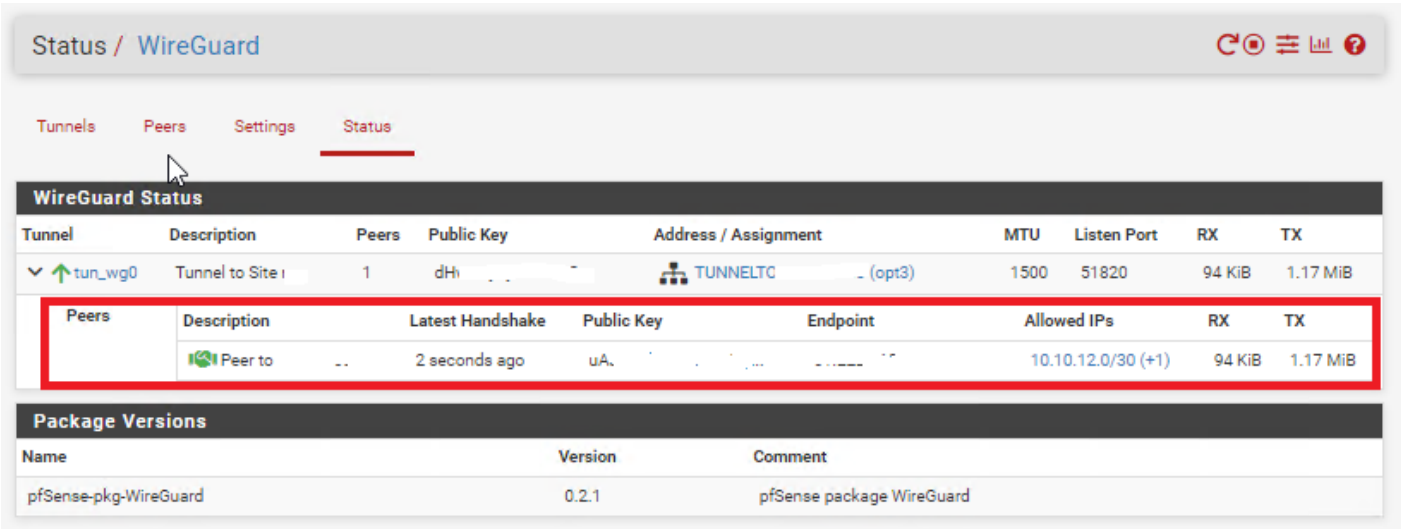 Status / WireGuard
Tunnels Peers Settings Status
WireGuard Status
Tunnel Description Peers Public Key Address / Assignment MTU Listen Port RX TX
tun_wg0 Tunnel to Site 1 TUNNELTO (opt3) 1500 51820 94 KiB 1.17 MiB
Peers Description Latest Handshake Public Key Endpoint Allowed IPs RX TX
Peer to 2 seconds ago 10.10.12.0/30 (+1) 94 KiB 1.17 MiB
Package Versions
Name Version Comment
pfSense-pkg-WireGuard 0.2.1 pfSense package WireGuard